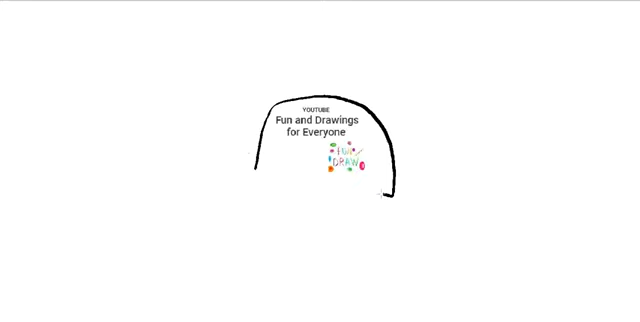 YOUTUBE
Fun and Drawings
for Everyone
FUN
DRAW